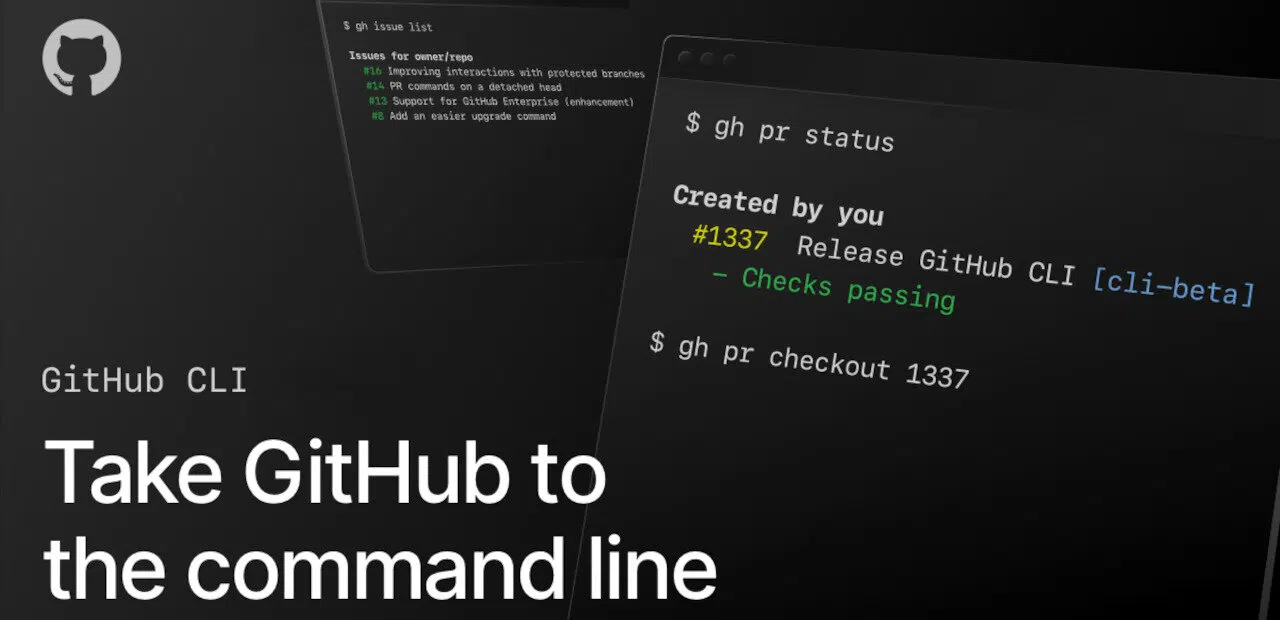 $ gh issue list
Issues for owner/repo
#16 Improving interactions with protected branches
#14 PR commands on a detached head
#13 Support for GitHub Enterprise (enhancement)
#8 Add an easier upgrade command
$ gh pr status
Created by you
#1337 Release GitHub CLI [cli-beta]
- Checks passing
$ gh pr checkout 1337
GitHub CLI
Take GitHub to
the command line